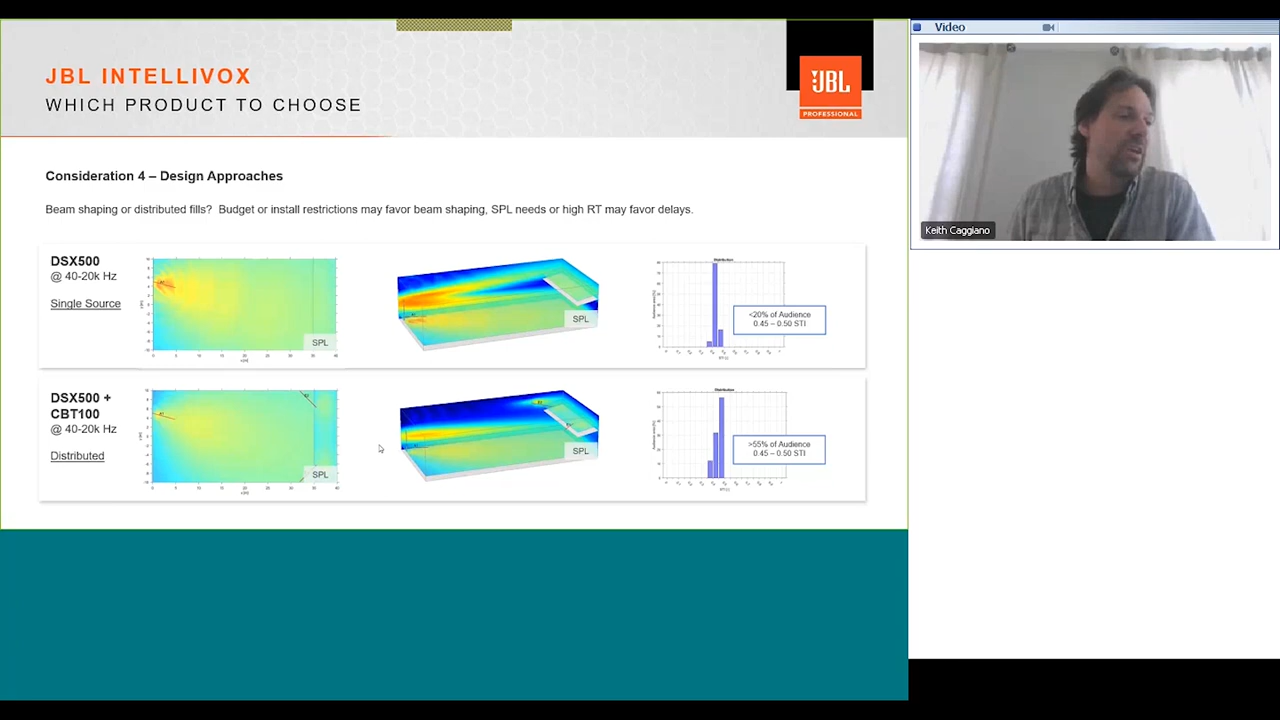 JBL INTELLIVOX
WHICH PRODUCT TO CHOOSE
JBL
PROFESSIONAL
Video
Keith Caggiano
Consideration 4 – Design Approaches
Beam shaping or distributed fills? Budget or install restrictions may favor beam shaping, SPL needs or high RT may favor delays.
DSX500
@ 40-20k Hz
Single Source
SPL
SPL
Distribution
<20% of Audience
0.45 – 0.50 STI
DSX500 +
CBT100
@ 40-20k Hz
Distributed
SPL
SPL
Distribution
>55% of Audience
0.45 – 0.50 STI